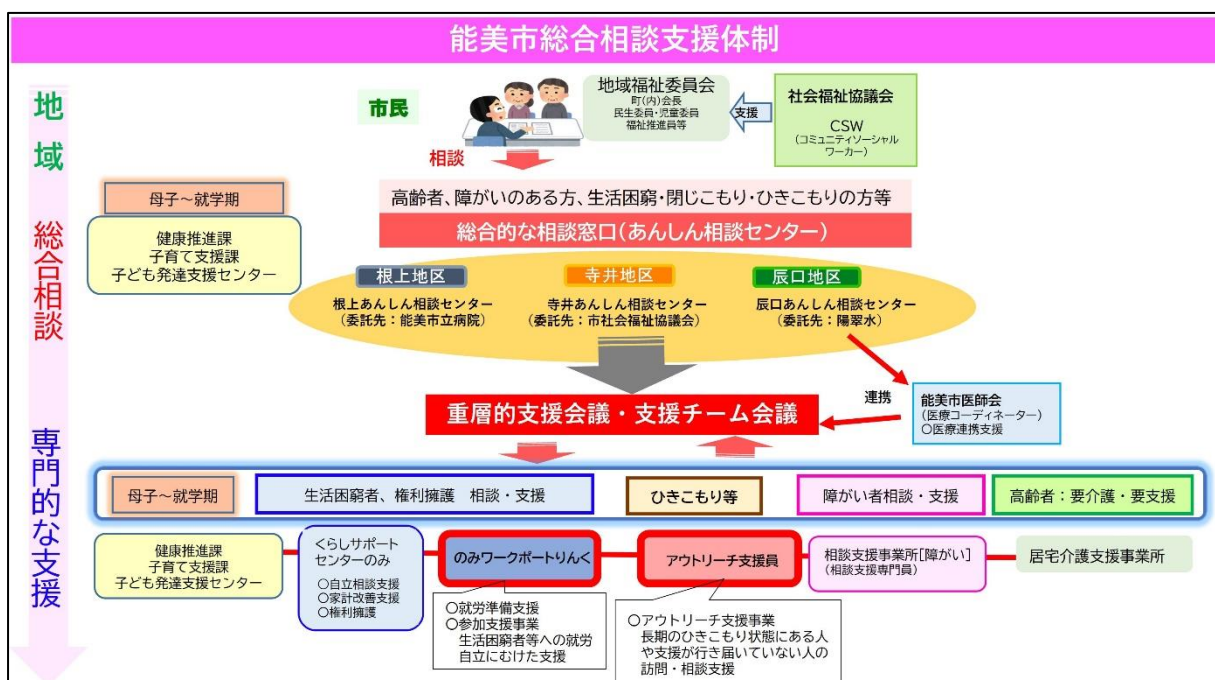 能美市総合相談支援体制
地域
総合相談
専門的な支援
市民
相談
地域福祉委員会
町(内)会長
民生委員・児童委員
福祉推進員等
支援
社会福祉協議会
CSW
(コミュニティソーシャル
ワーカー)
母子～就学期
健康推進課
子育て支援課
子ども発達支援センター
高齢者、障がいのある方、生活困窮・閉じこもり・ひきこもりの方等
総合的な相談窓口(あんしん相談センター)
根上地区
根上あんしん相談センター
(委託先：能美市立病院)
寺井地区
寺井あんしん相談センター
(委託先：市社会福祉協議会)
辰口地区
辰口あんしん相談センター
(委託先：陽翠水)
連携
能美市医師会
(医療コーディネーター)
○医療連携支援
重層的支援会議・支援チーム会議
母子～就学期
生活困窮者、権利擁護　相談・支援
ひきこもり等
障がい者相談・支援
高齢者：要介護・要支援
健康推進課
子育て支援課
子ども発達支援センター
くらしサポート
センターのみ
○自立相談支援
○家計改善支援
○権利擁護
のみワークポートりんく
○就労準備支援
○参加支援事業
生活困窮者等への就労
自立にむけた支援
アウトリーチ支援員
○アウトリーチ支援事業
長期のひきこもり状態にある人
や支援が行き届いていない人の
訪問・相談支援
相談支援事業所[障がい]
(相談支援専門員)
居宅介護支援事業所